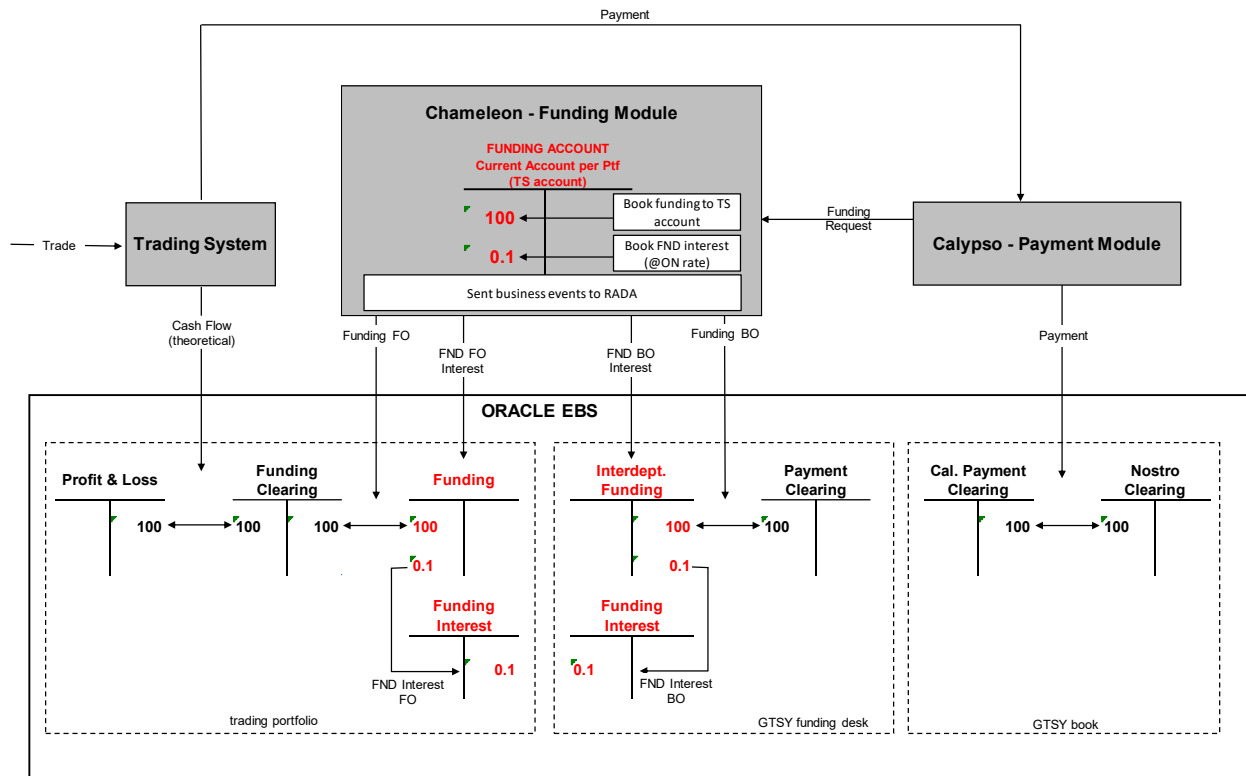 Payment
Chameleon - Funding Module
FUNDING ACCOUNT
Current Account per Ptf
(TS account)
100
Book funding to TS
account
0.1
Book FND interest
(@ON rate)
Sent business events to RADA
Trade
Trading System
Funding
Request
Calypso - Payment Module
Cash Flow
(theoretical)
Funding FO
FND FO
Interest
FND BO
Interest
Funding BO
Payment
ORACLE EBS
Profit & Loss
100
Funding
Clearing
100
100
Funding
100
0.1
Funding
Interest
0.1
FND Interest
FO
trading portfolio
Interdept.
Funding
100
0.1
Payment
Clearing
100
Funding
Interest
0.1
FND Interest
BO
GTSY funding desk
Cal. Payment
Clearing
100
Nostro
Clearing
100
GTSY book